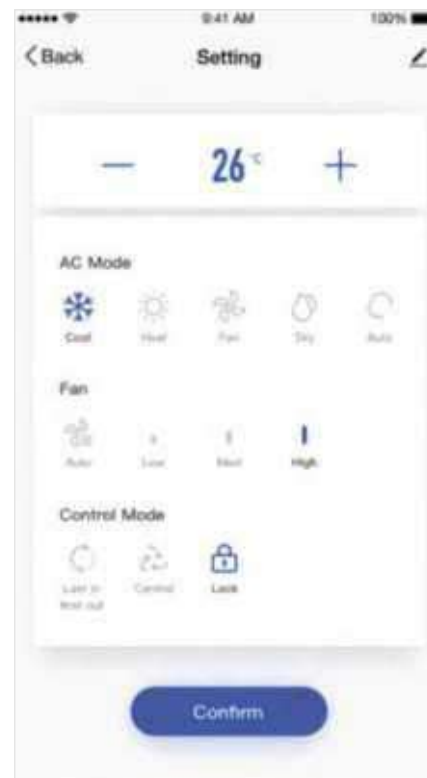 9:41 AM 100%
Back Setting
26 °C
AC Mode
Cool Heat Fan Dry Auto
Fan
Auto Low Med High
Control Mode
Last in Central Lock
first out
Confirm